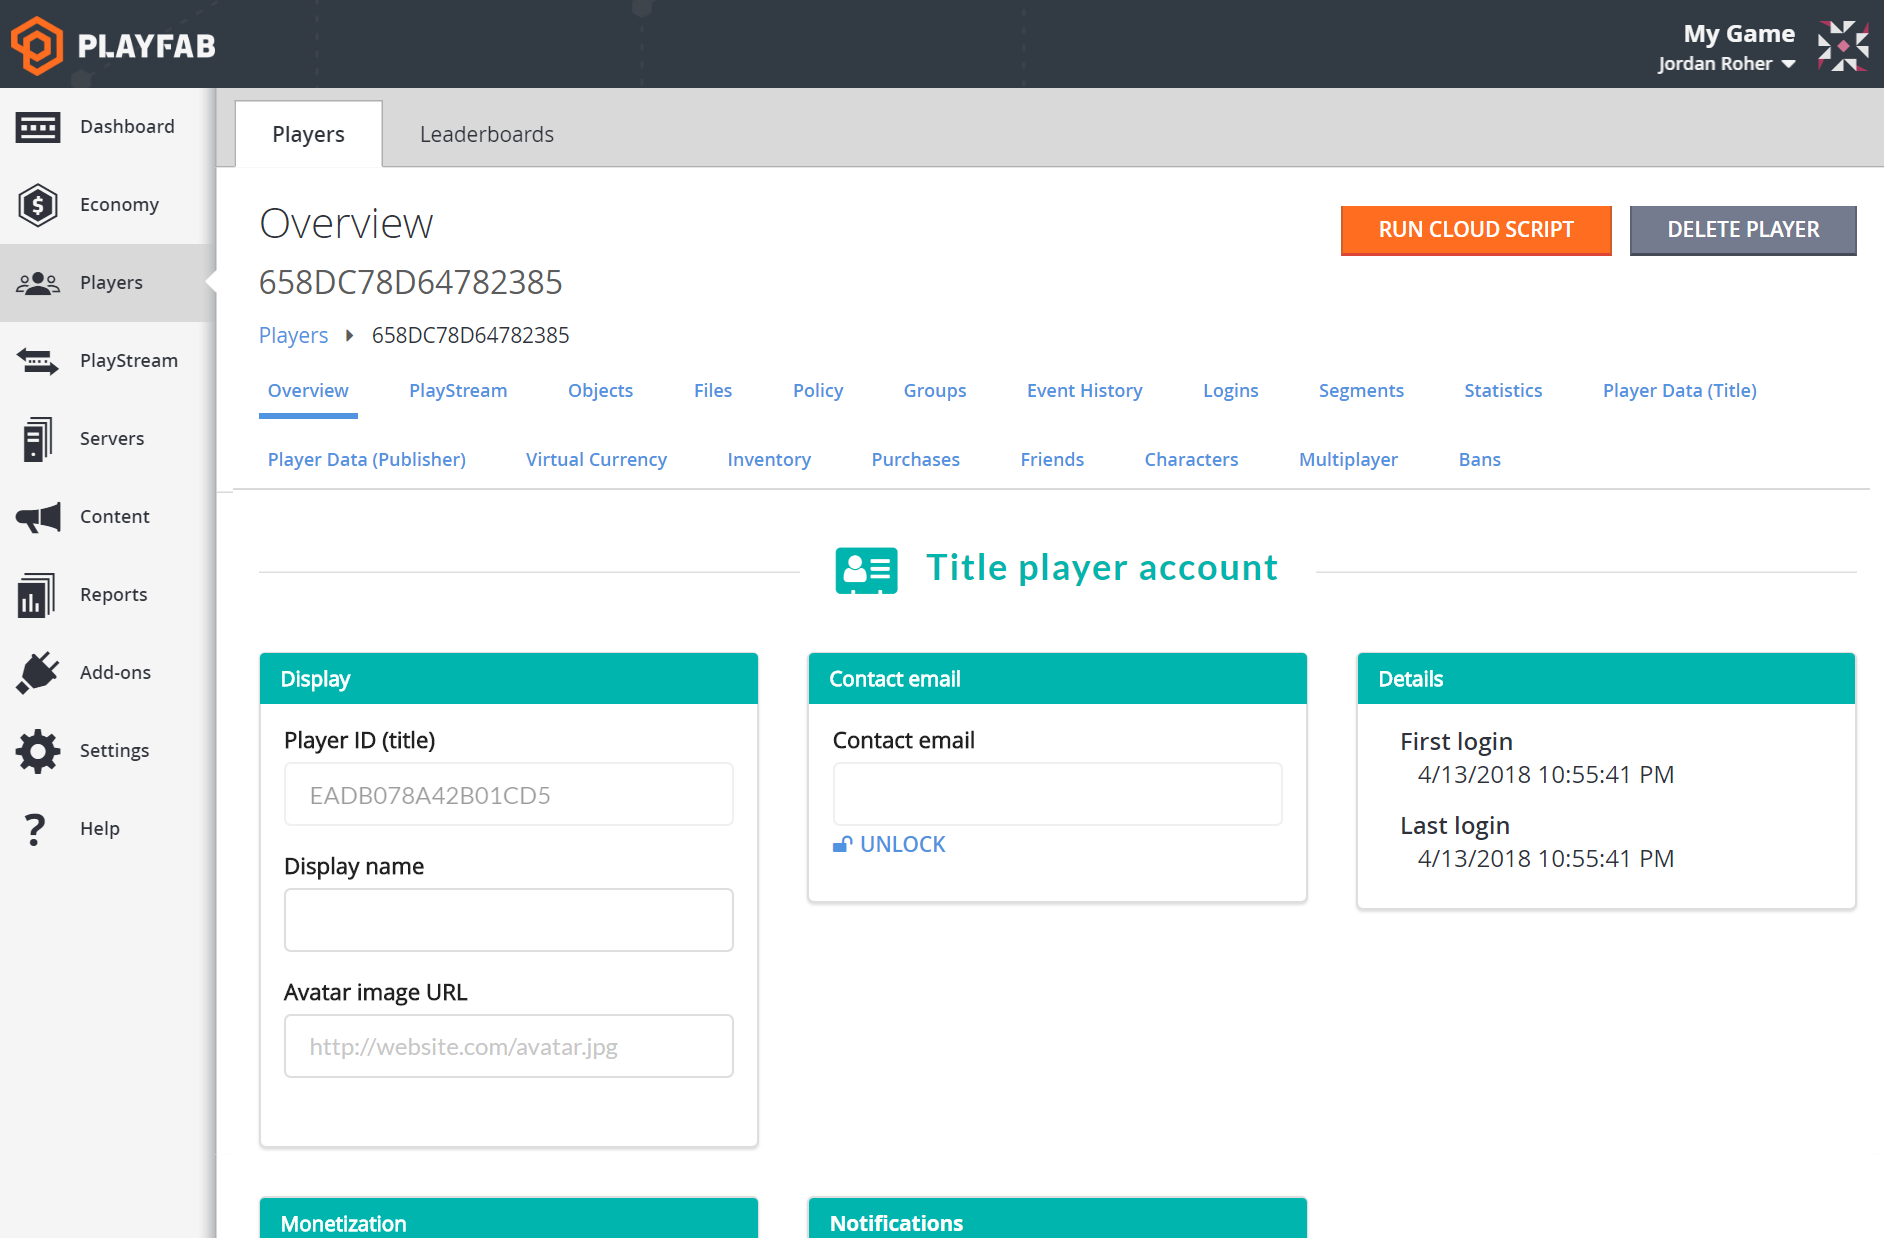 PLAYFAB
My Game
Jordan Roher
Dashboard
Economy
Players
PlayStream
Servers
Content
Reports
Add-ons
Settings
Help
Players Leaderboards
Overview
658DC78D64782385
RUN CLOUD SCRIPT DELETE PLAYER
Players 658DC78D64782385
Overview PlayStream Objects Files Policy Groups Event History Logins Segments Statistics Player Data (Title)
Player Data (Publisher) Virtual Currency Inventory Purchases Friends Characters Multiplayer Bans
Title player account
Display
Player ID (title)
EADB078A42B01CD5
Display name
Avatar image URL
http://website.com/avatar.jpg
Contact email
Contact email
UNLOCK
Details
First login
4/13/2018 10:55:41 PM
Last login
4/13/2018 10:55:41 PM
Monetization
Notifications